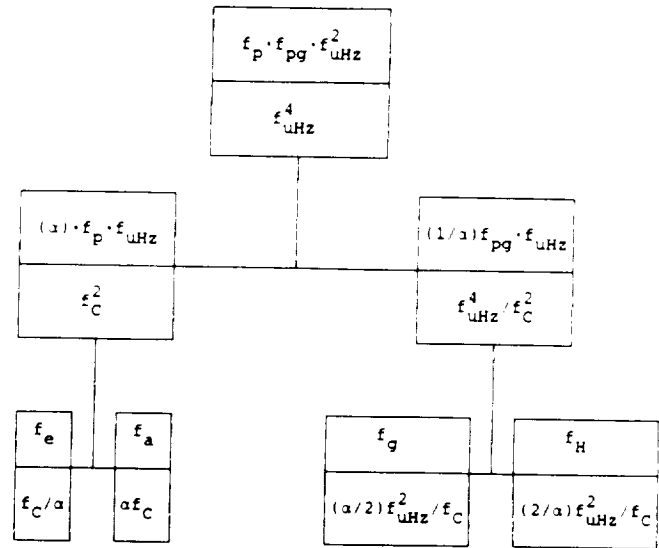 f_p·f_pg·f_uHz^2
f_uHz^4
(α)·f_p·f_uHz
(1/α)f_pg·f_uHz
f_C^2
f_uHz^4/f_C^2
f_e
f_a
f_g
f_H
f_C/α
αf_C
(α/2)f_uHz^2/f_C
(2/α)f_uHz^2/f_C